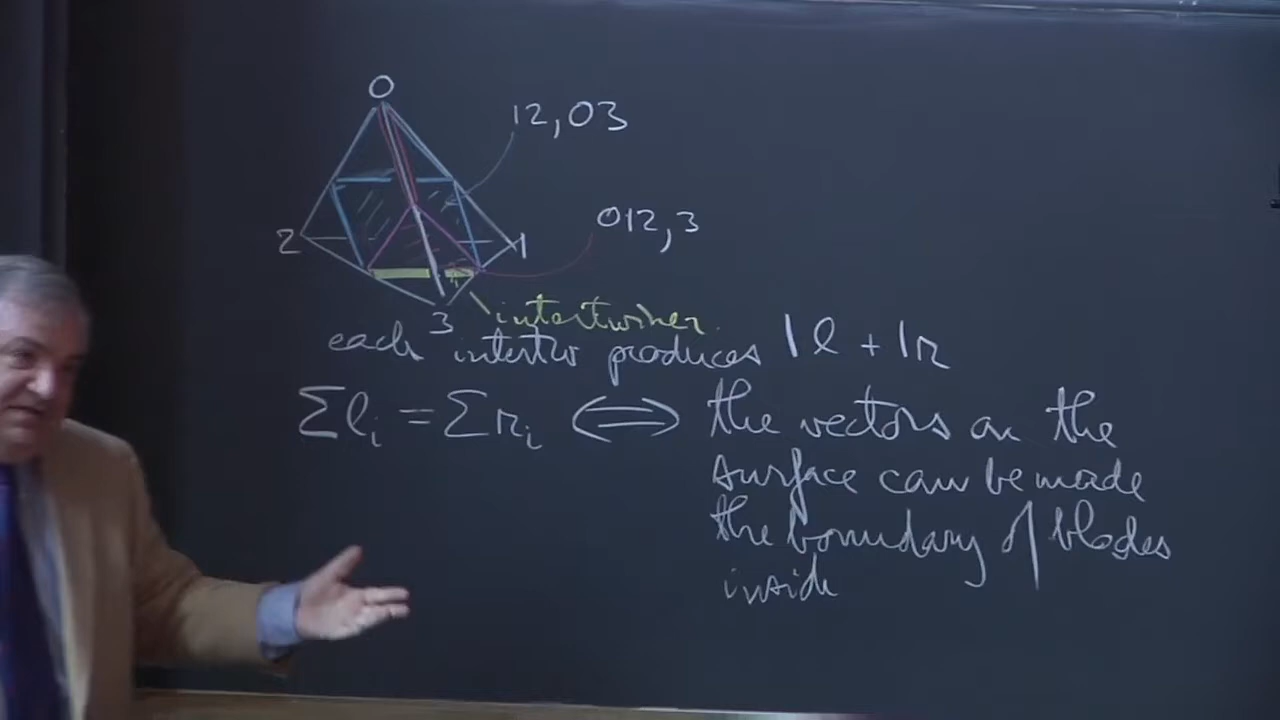 0
12,03
012,3
2
1
3
intertwiner.
each intertw produces 1l + 1r
Σlᵢ = Σrᵢ ⟺ the vectors on the
surface can be made
the boundary of blades
inside